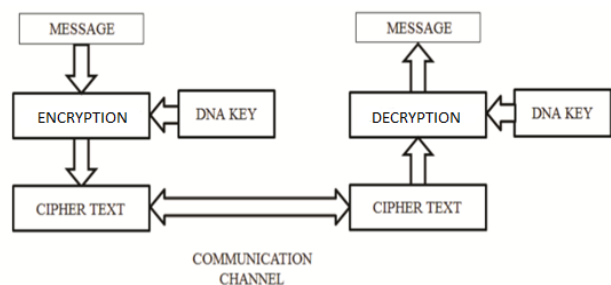 MESSAGE
MESSAGE
ENCRYPTION
DNA KEY
DECRYPTION
DNA KEY
CIPHER TEXT
CIPHER TEXT
COMMUNICATION
CHANNEL